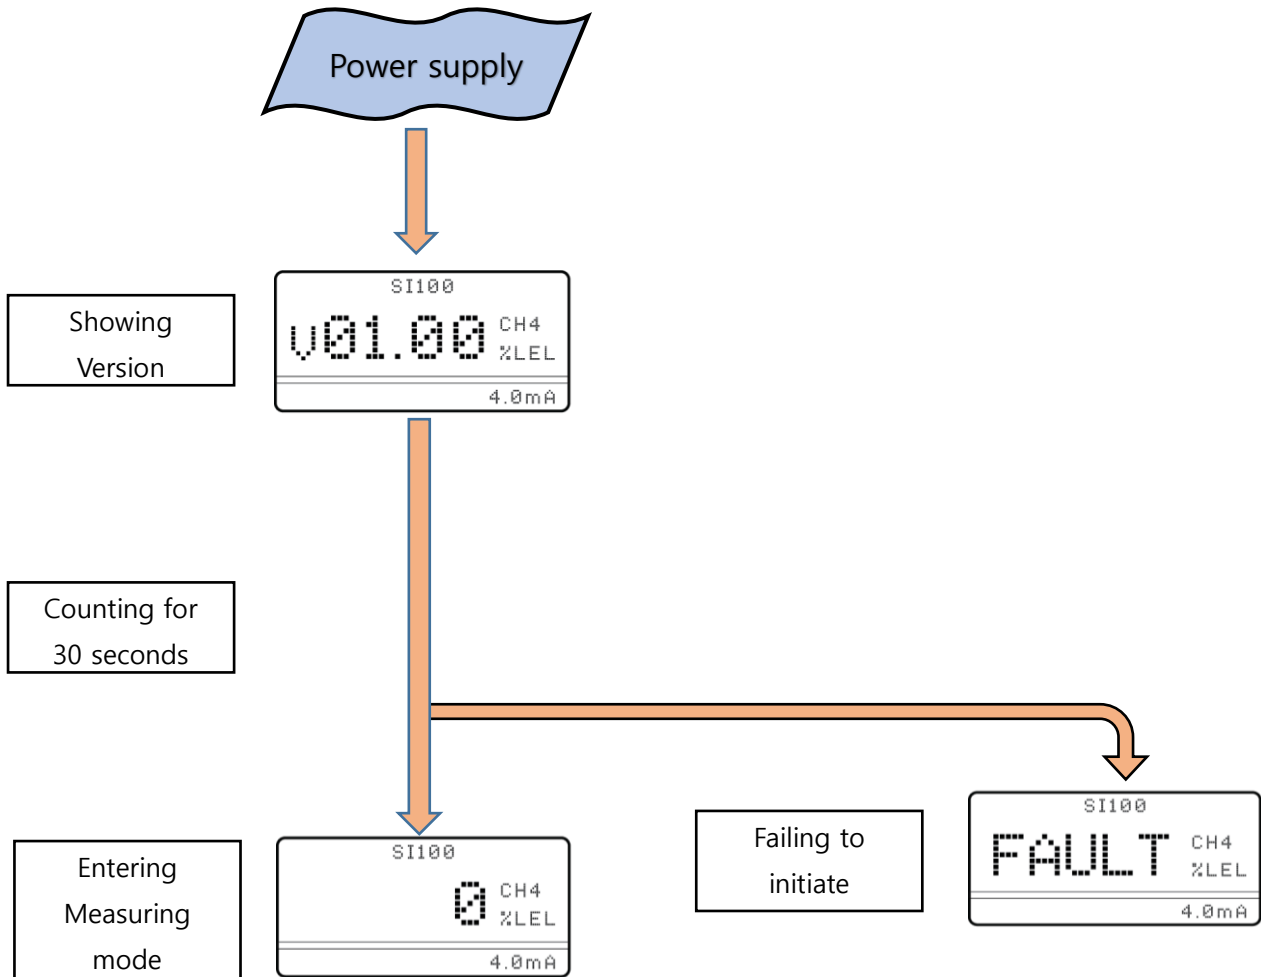 Power supply
Showing
Version
SI100
v01.00
CH4
%LEL
4.0mA
Counting for
30 seconds
Entering
Measuring
mode
SI100
0
CH4
%LEL
4.0mA
Failing to
initiate
SI100
FAULT
CH4
%LEL
4.0mA